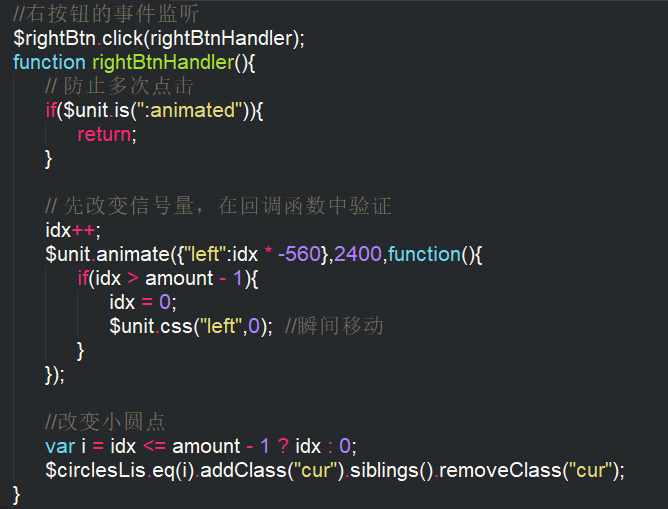 //右按钮的事件监听
$rightBtn.click(rightBtnHandler);
function rightBtnHandler(){
// 防止多次点击
if($unit.is(":animated")){
return;
}
// 先改变信号量，在回调函数中验证
idx++;
$unit.animate({"left":idx * -560},2400,function(){
if(idx > amount - 1){
idx = 0;
$unit.css("left",0);  //瞬间移动
}
});
//改变小圆点
var i = idx <= amount - 1 ? idx : 0;
$circlesLis.eq(i).addClass("cur").siblings().removeClass("cur");
}